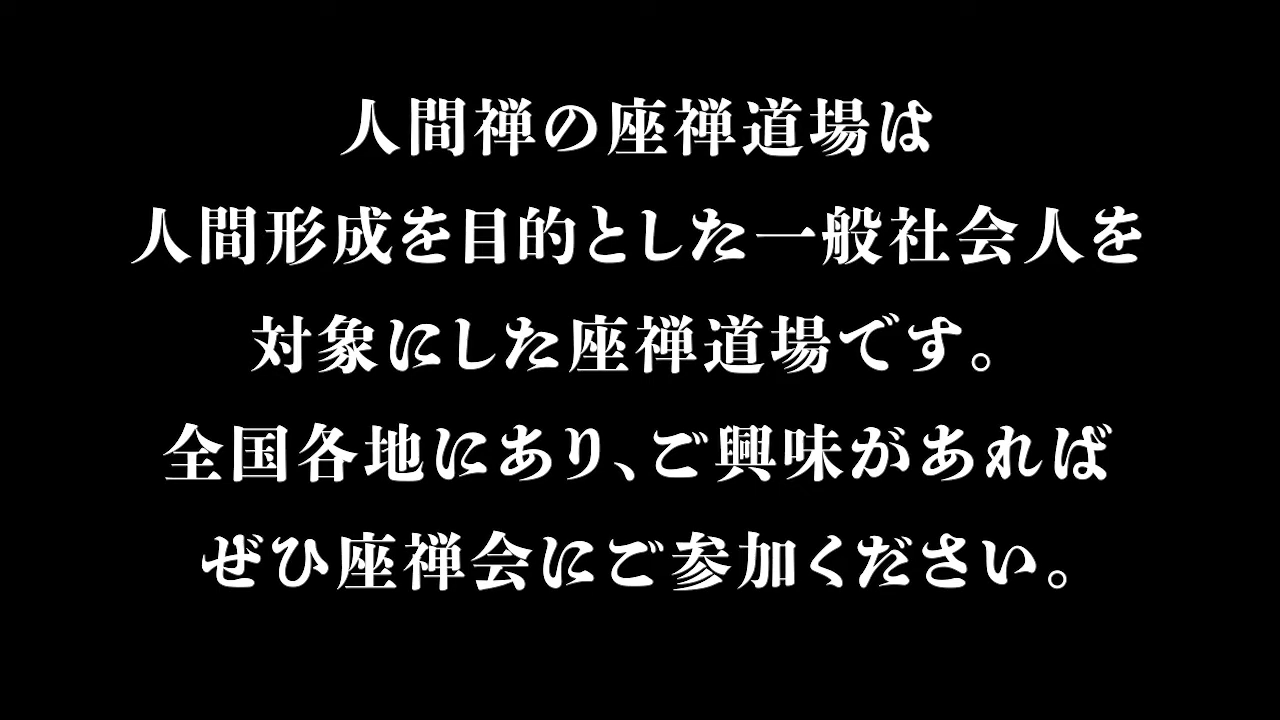 人間禅の座禅道場は
人間形成を目的とした一般社会人を
対象にした座禅道場です。
全国各地にあり、ご興味があれば
ぜひ座禅会にご参加ください。